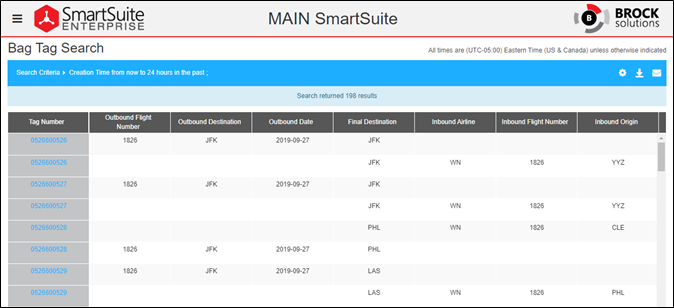 SmartSuite
ENTERPRISE
MAIN SmartSuite
B
BROCK
solutions
Bag Tag Search
All times are (UTC-05:00) Eastern Time (US & Canada) unless otherwise indicated
Search Criteria Creation Time from now to 24 hours in the past ;
Search returned 198 results
Tag Number Outbound Flight Number Outbound Destination Outbound Date Final Destination Inbound Airline Inbound Flight Number Inbound Origin
0526600526 1826 JFK 2019-09-27 JFK
0526600526 JFK WN 1826 YYZ
0526600527 1826 JFK 2019-09-27 JFK
0526600527 JFK WN 1826 YYZ
0526600528 PHL WN 1826 CLE
0526600528 1826 JFK 2019-09-27 PHL
0526600529 1826 JFK 2019-09-27 LAS
0526600529 LAS WN 1826 PHL